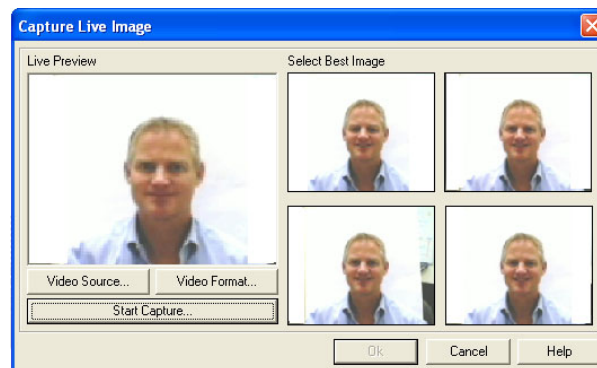 Capture Live Image
Live Preview
Select Best Image
Video Source...
Video Format...
Start Capture...
Ok
Cancel
Help